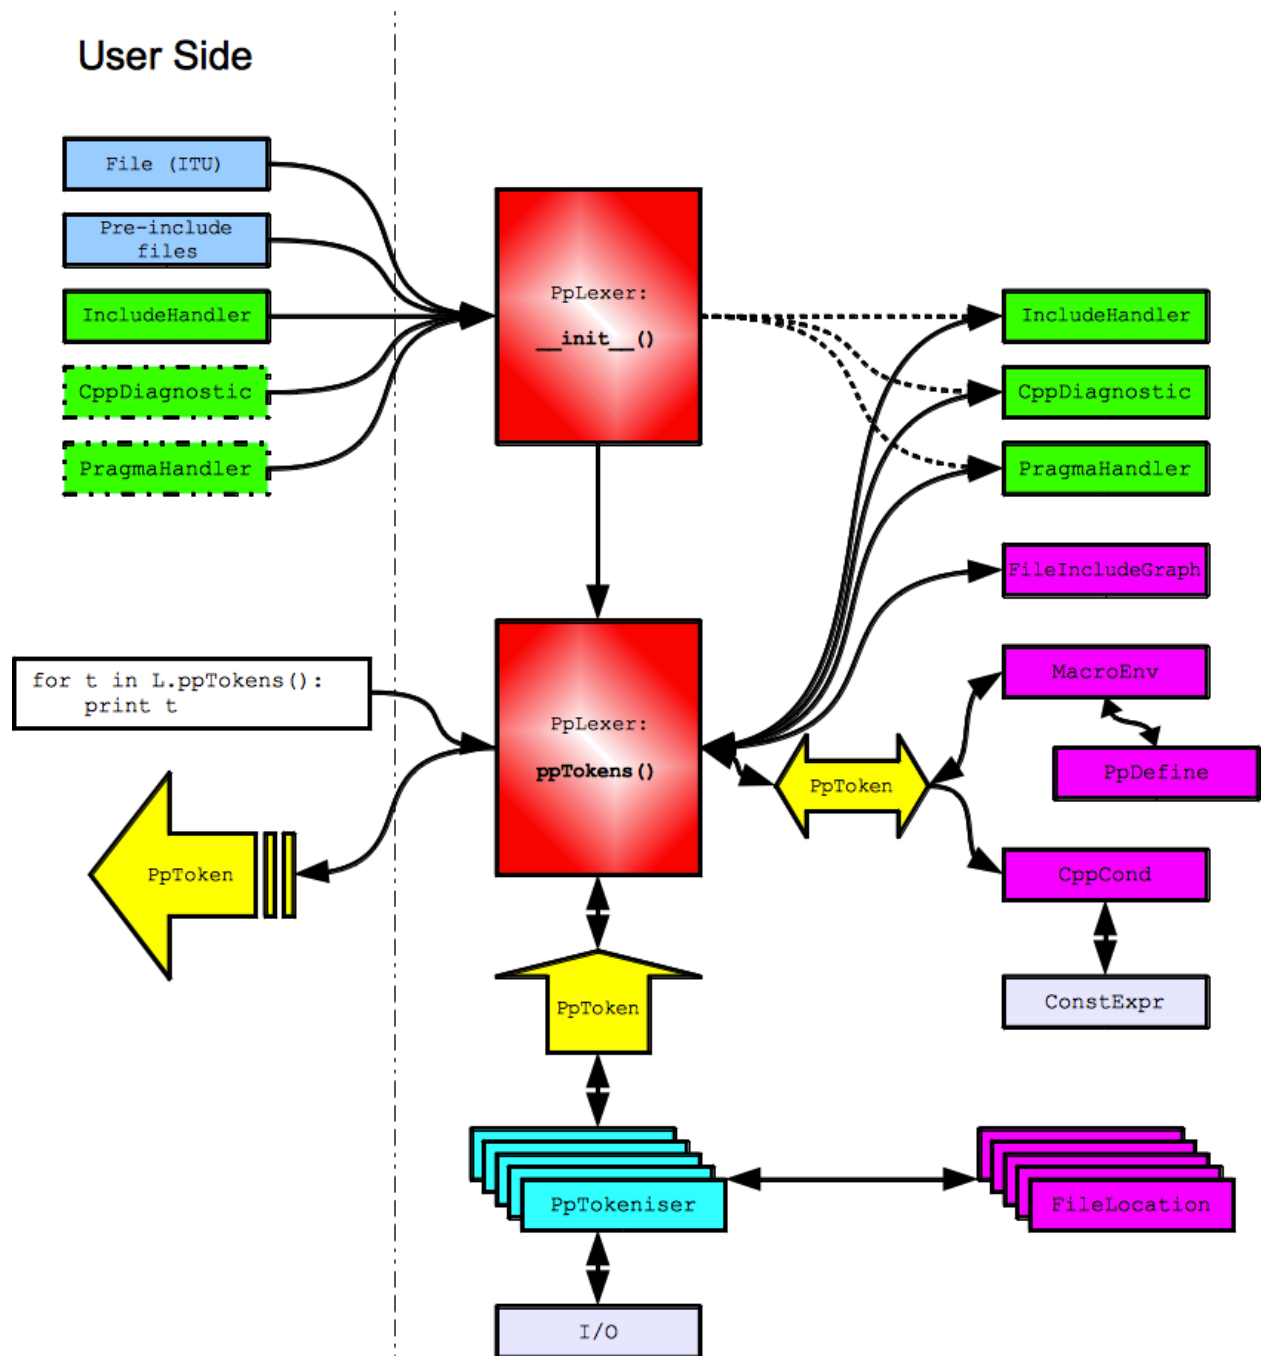 User Side
File (ITU)
Pre-include
files
IncludeHandler
CppDiagnostic
PragmaHandler
PpLexer:
__init__()
IncludeHandler
CppDiagnostic
PragmaHandler
FileIncludeGraph
for t in L.ppTokens():
    print t
PpLexer:
ppTokens()
PpToken
MacroEnv
PpDefine
PpToken
CppCond
ConstExpr
PpToken
PpTokeniser
FileLocation
I/O